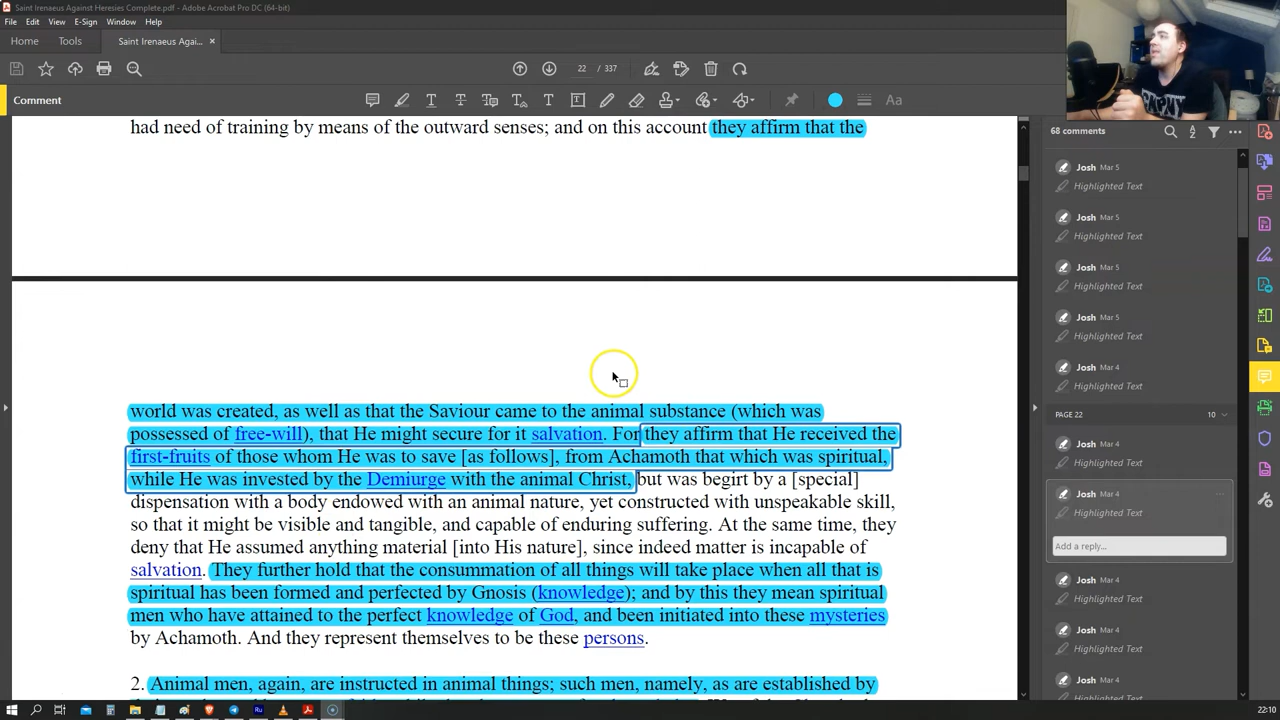 Saint Irenaeus Against Heresies Complete.pdf - Adobe Acrobat Pro DC (64-bit)
File Edit View E-Sign Window Help
Home Tools Saint Irenaeus Agai... ×
22 / 337
Comment
68 comments
had need of training by means of the outward senses; and on this account they affirm that the
world was created, as well as that the Saviour came to the animal substance (which was
possessed of free-will), that He might secure for it salvation. For they affirm that He received the
first-fruits of those whom He was to save [as follows], from Achamoth that which was spiritual,
while He was invested by the Demiurge with the animal Christ, but was begirt by a [special]
dispensation with a body endowed with an animal nature, yet constructed with unspeakable skill,
so that it might be visible and tangible, and capable of enduring suffering. At the same time, they
deny that He assumed anything material [into His nature], since indeed matter is incapable of
salvation. They further hold that the consummation of all things will take place when all that is
spiritual has been formed and perfected by Gnosis (knowledge); and by this they mean spiritual
men who have attained to the perfect knowledge of God, and been initiated into these mysteries
by Achamoth. And they represent themselves to be these persons.
2. Animal men, again, are instructed in animal things; such men, namely, as are established by
Josh Mar 5
Highlighted Text
Josh Mar 5
Highlighted Text
Josh Mar 5
Highlighted Text
Josh Mar 5
Highlighted Text
Josh Mar 4
Highlighted Text
PAGE 22 10
Josh Mar 4
Highlighted Text
Josh Mar 4
Highlighted Text
Add a reply...
Josh Mar 4
Highlighted Text
Josh Mar 4
Highlighted Text
Josh Mar 4
Highlighted Text
22:10